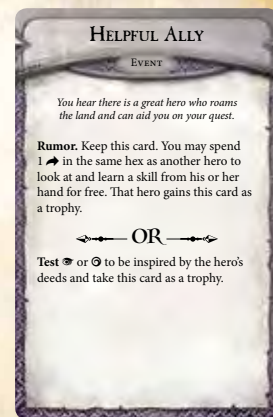 HELPFUL ALLY
EVENT
You hear there is a great hero who roams
the land and can aid you on your quest.
Rumor. Keep this card. You may spend
1 in the same hex as another hero to
look at and learn a skill from his or her
hand for free. That hero gains this card as
a trophy.
OR
Test or to be inspired by the hero's
deeds and take this card as a trophy.